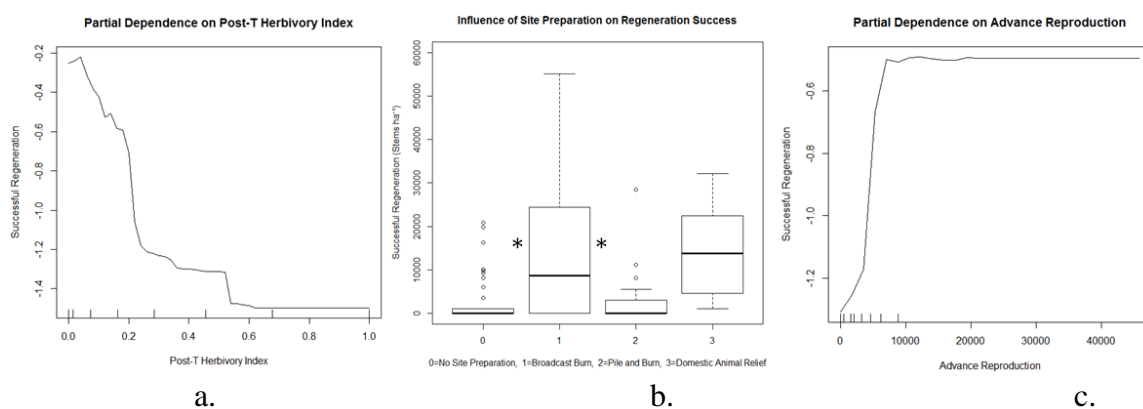 Partial Dependence on Post-T Herbivory Index
Successful Regeneration
-0.2
-0.4
-0.6
-0.8
-1.0
-1.2
-1.4
0.0 0.2 0.4 0.6 0.8 1.0
Post-T Herbivory Index
a.
Influence of Site Preparation on Regeneration Success
Successful Regeneration (Stems ha⁻¹)
60000
50000
40000
30000
20000
10000
0
* *
0 1 2 3
0=No Site Preparation, 1=Broadcast Burn, 2=Pile and Burn, 3=Domestic Animal Relief
b.
Partial Dependence on Advance Reproduction
Successful Regeneration
-0.6
-0.8
-1.0
-1.2
0 10000 20000 30000 40000
Advance Reproduction
c.